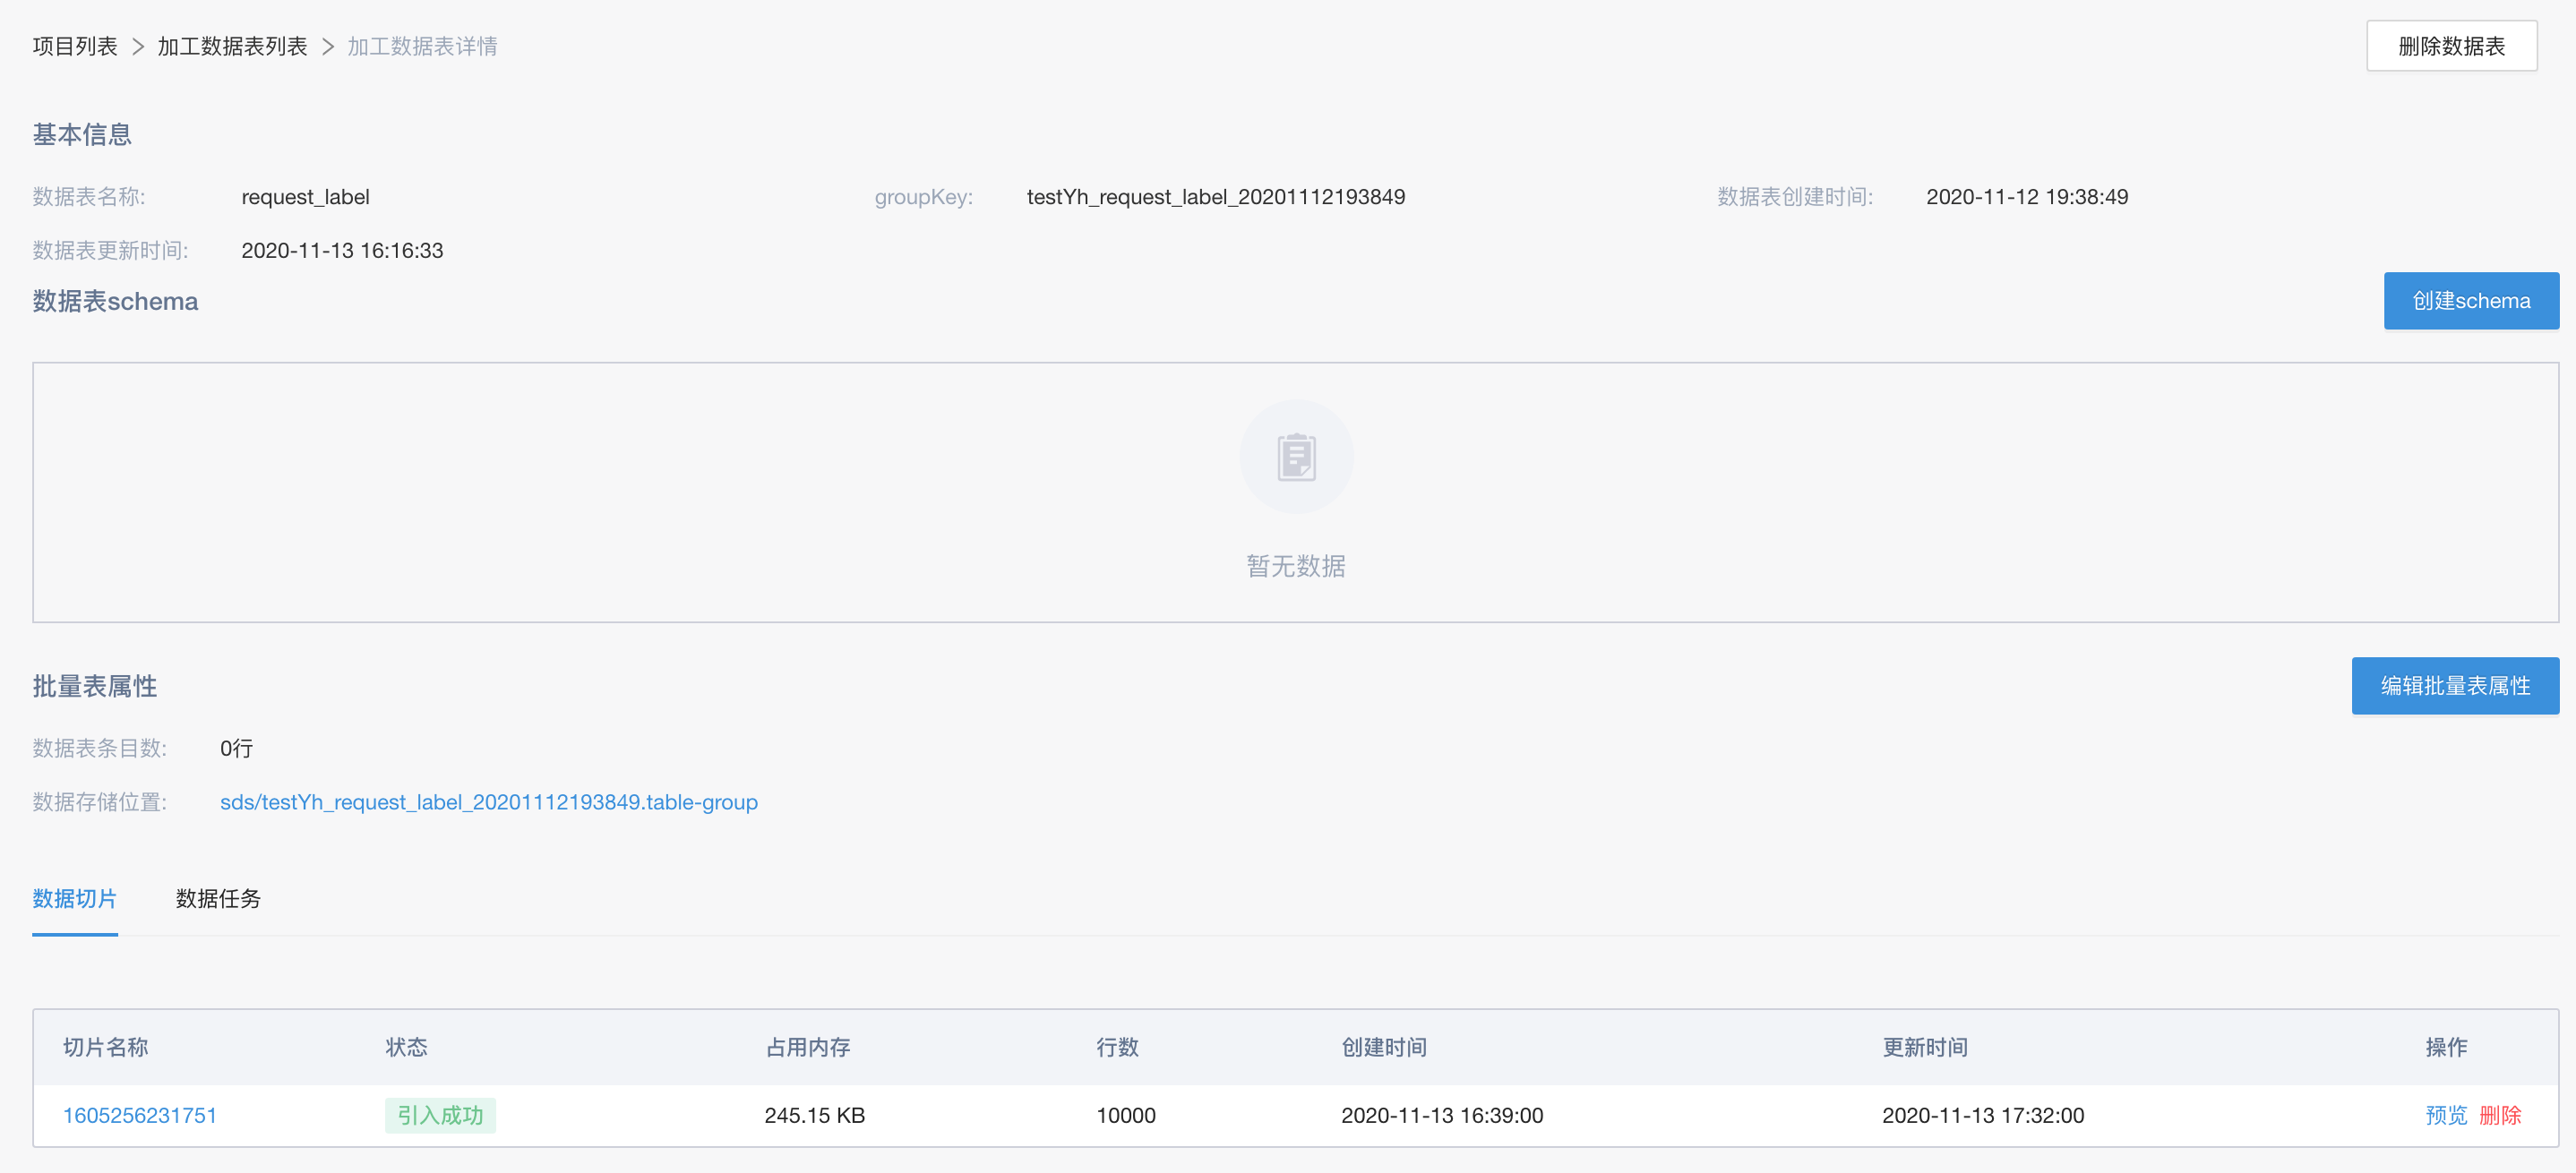 项目列表 > 加工数据表列表 > 加工数据表详情
删除数据表
基本信息
数据表名称: request_label groupKey: testYh_request_label_20201112193849 数据表创建时间: 2020-11-12 19:38:49
数据表更新时间: 2020-11-13 16:16:33
数据表schema
创建schema
暂无数据
批量表属性
编辑批量表属性
数据表条目数: 0行
数据存储位置: sds/testYh_request_label_20201112193849.table-group
数据切片 数据任务
切片名称 状态 占用内存 行数 创建时间 更新时间 操作
1605256231751 引入成功 245.15 KB 10000 2020-11-13 16:39:00 2020-11-13 17:32:00 预览 删除